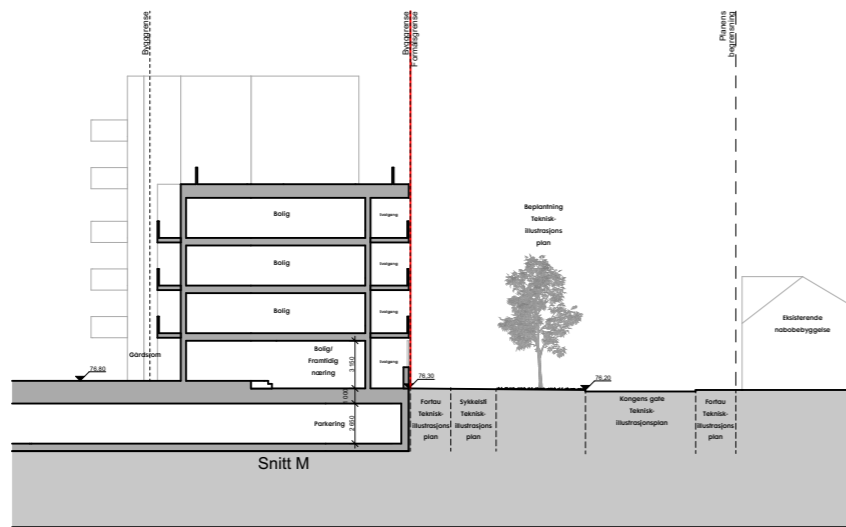 Byggegrense
Byggegrense
Formålsgrense
Planens
begrensning
Beplantning
Teknisk-
illustrasjons
plan
Bolig
Svalgang
Bolig
Svalgang
Bolig
Svalgang
Bolig/
Framtidig
næring
3 150
Svalgang
Gårdsrom
76,80
76,30
76,20
Eksisterende
nabobebyggelse
1 000
Parkering
2 650
Fortau
Teknisk-
illustrasjons
plan
Sykkelsti
Teknisk-
illustrasjons
plan
Kongens gate
Teknisk-
illustrasjonsplan
Fortau
Teknisk-
illustrasjons
plan
Snitt M